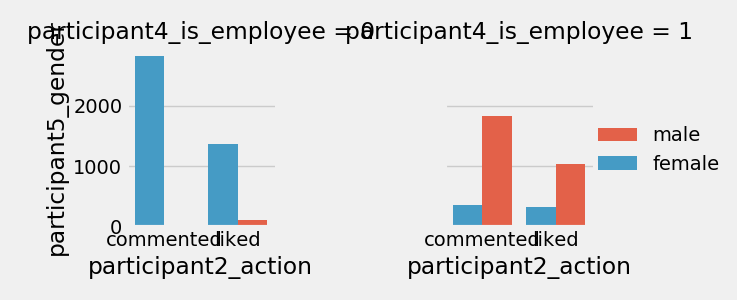 participant4_is_employee = 0
participant4_is_employee = 1
participant5_gender
2000
1000
0
commented
liked
commented
liked
participant2_action
participant2_action
male
female